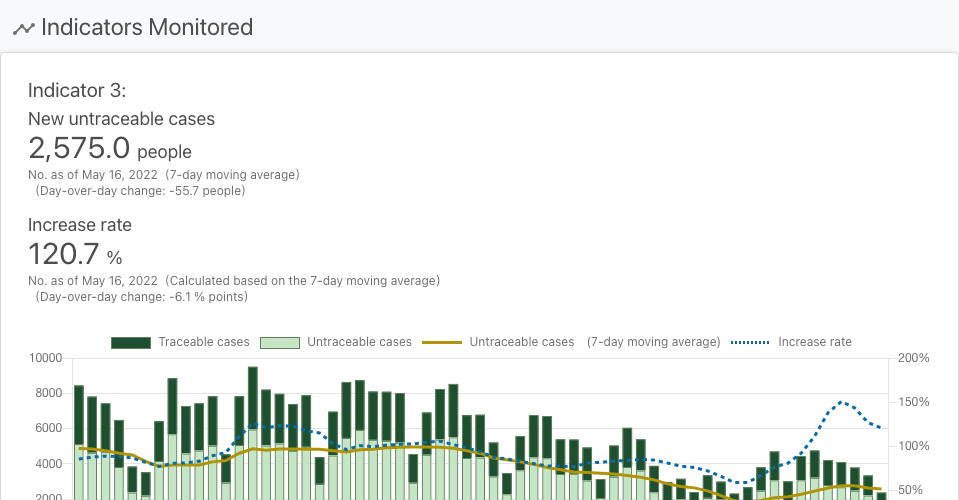 Indicators Monitored
Indicator 3:
New untraceable cases
2,575.0 people
No. as of May 16, 2022 (7-day moving average)
(Day-over-day change: -55.7 people)
Increase rate
120.7 %
No. as of May 16, 2022 (Calculated based on the 7-day moving average)
(Day-over-day change: -6.1 % points)
Traceable cases Untraceable cases Untraceable cases (7-day moving average) Increase rate
10000 200%
8000
150%
6000
100%
4000
50%
2000